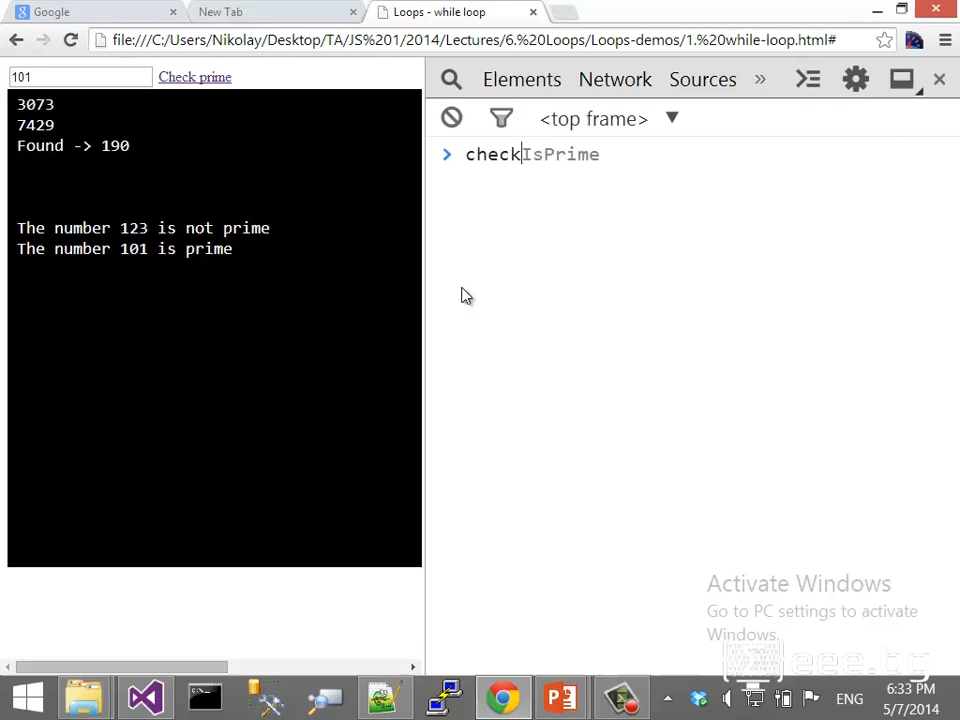 Google
New Tab
Loops - while loop
file:///C:/Users/Nikolay/Desktop/TA/JS%201/2014/Lectures/6.%20Loops/Loops-demos/1.%20while-loop.html#
101
Check prime
Elements
Network
Sources
»
<top frame>
checkIsPrime
3073
7429
Found -> 190
The number 123 is not prime
The number 101 is prime
Activate Windows
Go to PC settings to activate
Windows.
eee.bg
ENG
6:33 PM
5/7/2014